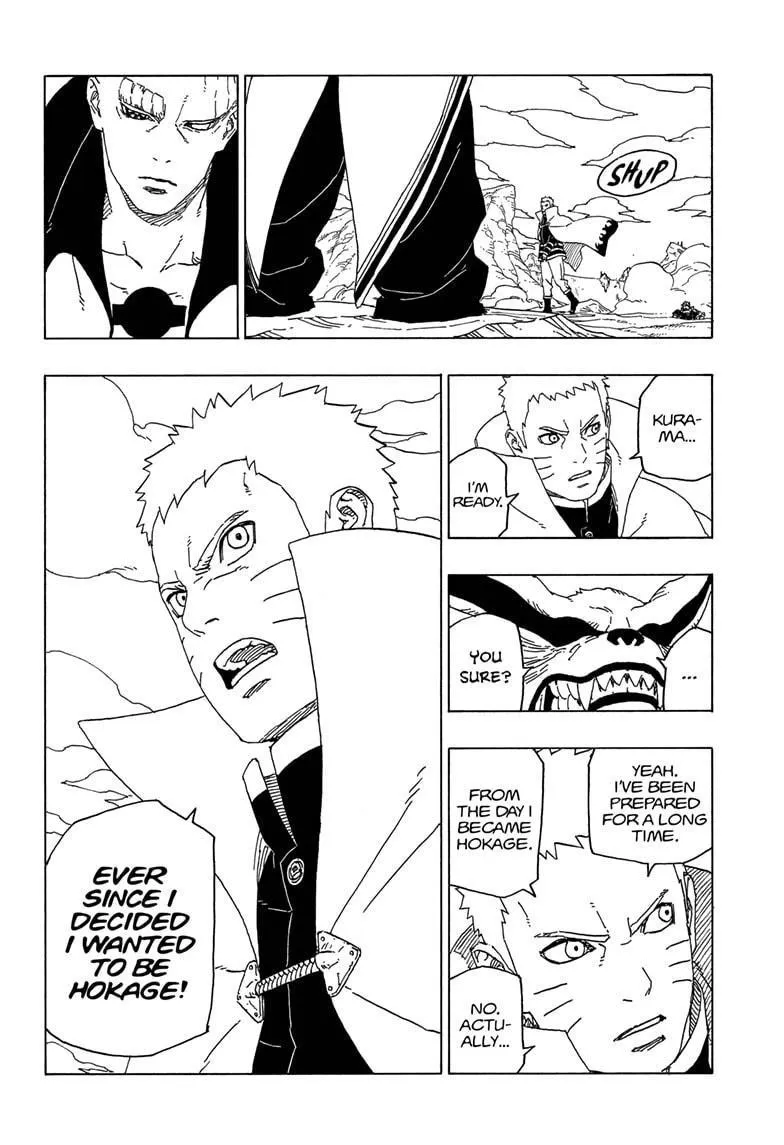 SHUP
KURA-
MA...
I'M
READY.
...
YOU
SURE?
YEAH.
I'VE BEEN
PREPARED
FOR A LONG
TIME.
FROM
THE DAY I
BECAME
HOKAGE.
NO.
ACTU-
ALLY...
EVER
SINCE I
DECIDED
I WANTED
TO BE
HOKAGE!